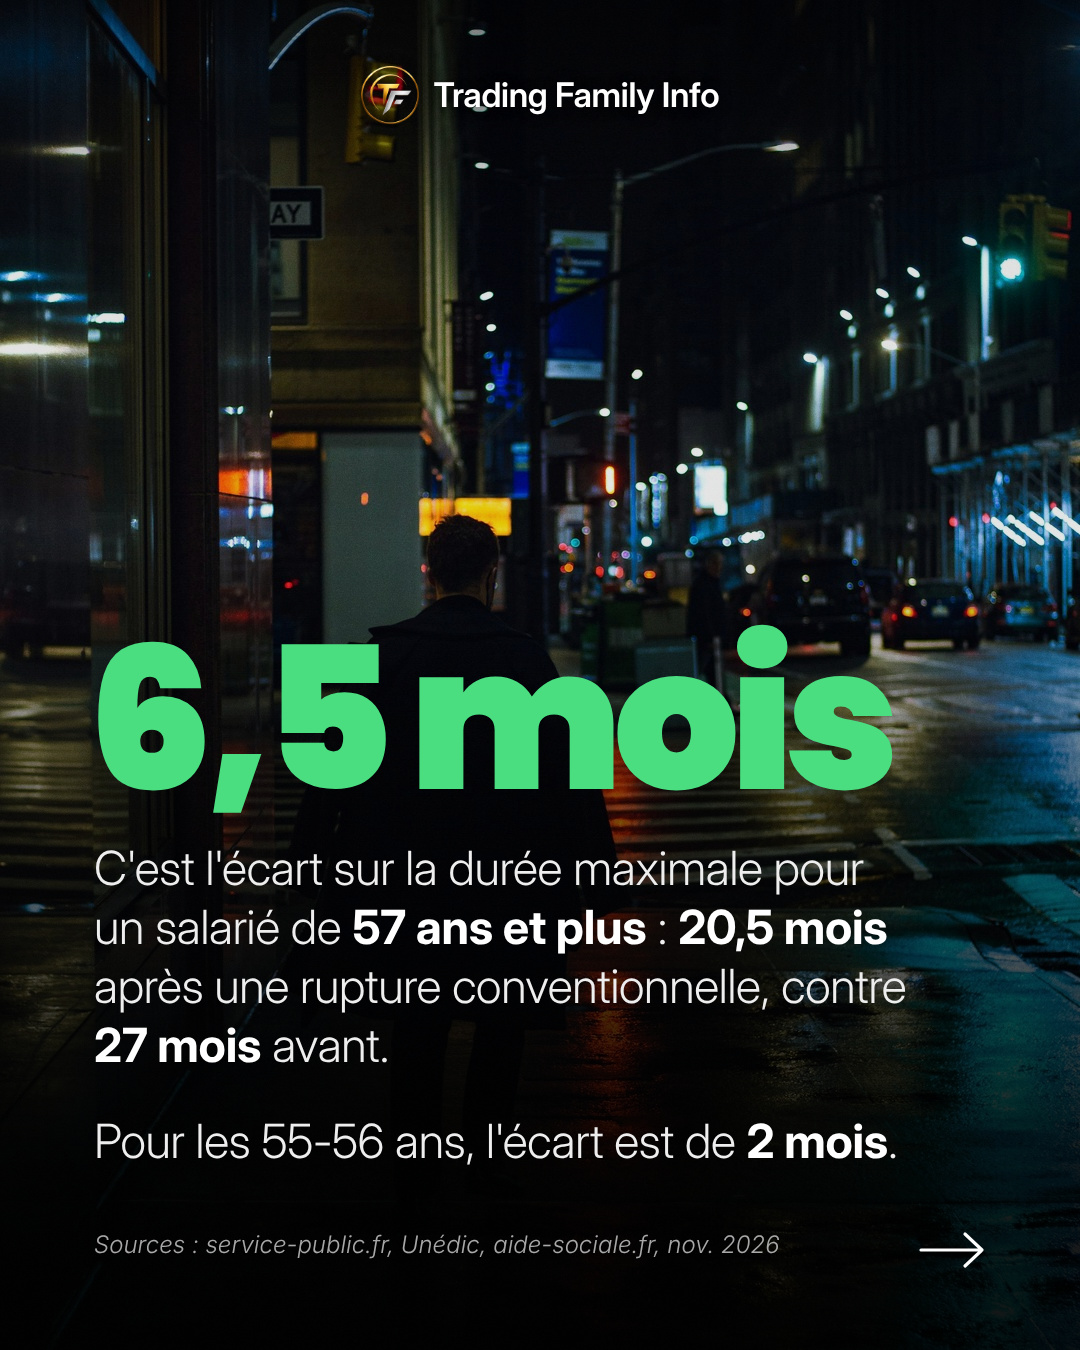 Trading Family Info
TF
AY
6,5 mois
C'est l'écart sur la durée maximale pour
un salarié de 57 ans et plus : 20,5 mois
après une rupture conventionnelle, contre
27 mois avant.
Pour les 55-56 ans, l'écart est de 2 mois.
Sources : service-public.fr, Unédic, aide-sociale.fr, nov. 2026